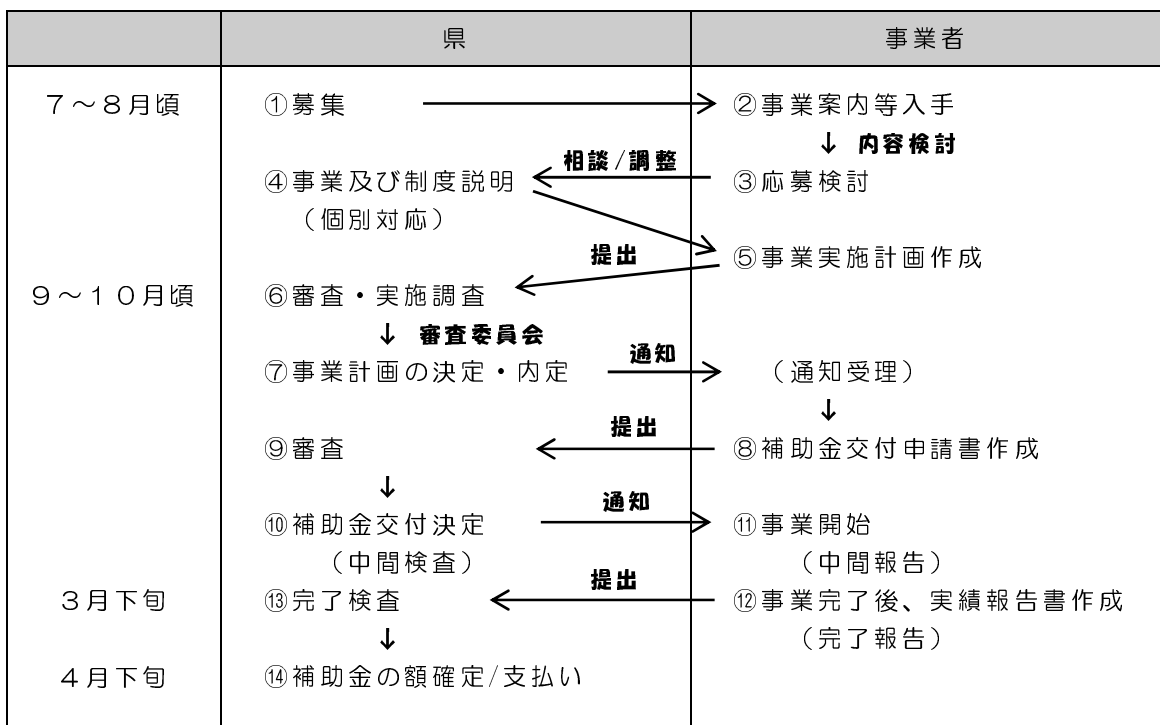 県 事業者
7~8月頃 ①募集 → ②事業案内等入手
↓ 内容検討
相談/調整
④事業及び制度説明 ← ③応募検討
(個別対応)
提出 ⑤事業実施計画作成
9~10月頃 ⑥審査・実施調査
↓ 審査委員会
通知
⑦事業計画の決定・内定 → (通知受理)
↓
提出
⑨審査 ← ⑧補助金交付申請書作成
↓
通知
⑩補助金交付決定 → ⑪事業開始
(中間検査) (中間報告)
提出
3月下旬 ⑬完了検査 ← ⑫事業完了後、実績報告書作成
↓ (完了報告)
4月下旬 ⑭補助金の額確定/支払い